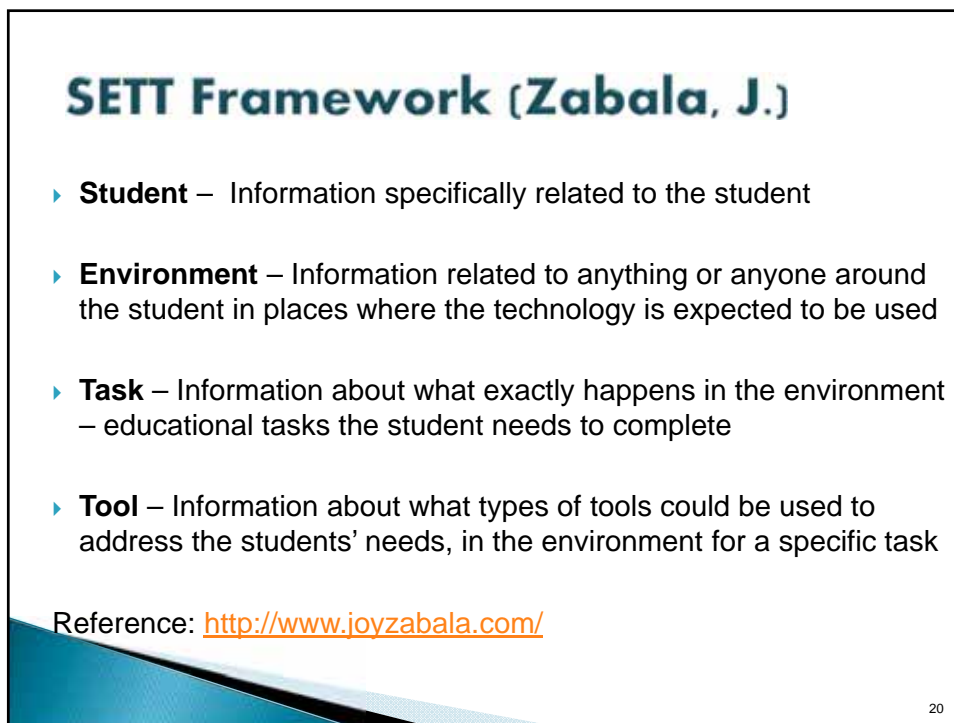 SETT Framework (Zabala, J.)
Student – Information specifically related to the student
Environment – Information related to anything or anyone around
the student in places where the technology is expected to be used
Task – Information about what exactly happens in the environment
– educational tasks the student needs to complete
Tool – Information about what types of tools could be used to
address the students’ needs, in the environment for a specific task
Reference: http://www.joyzabala.com/
20